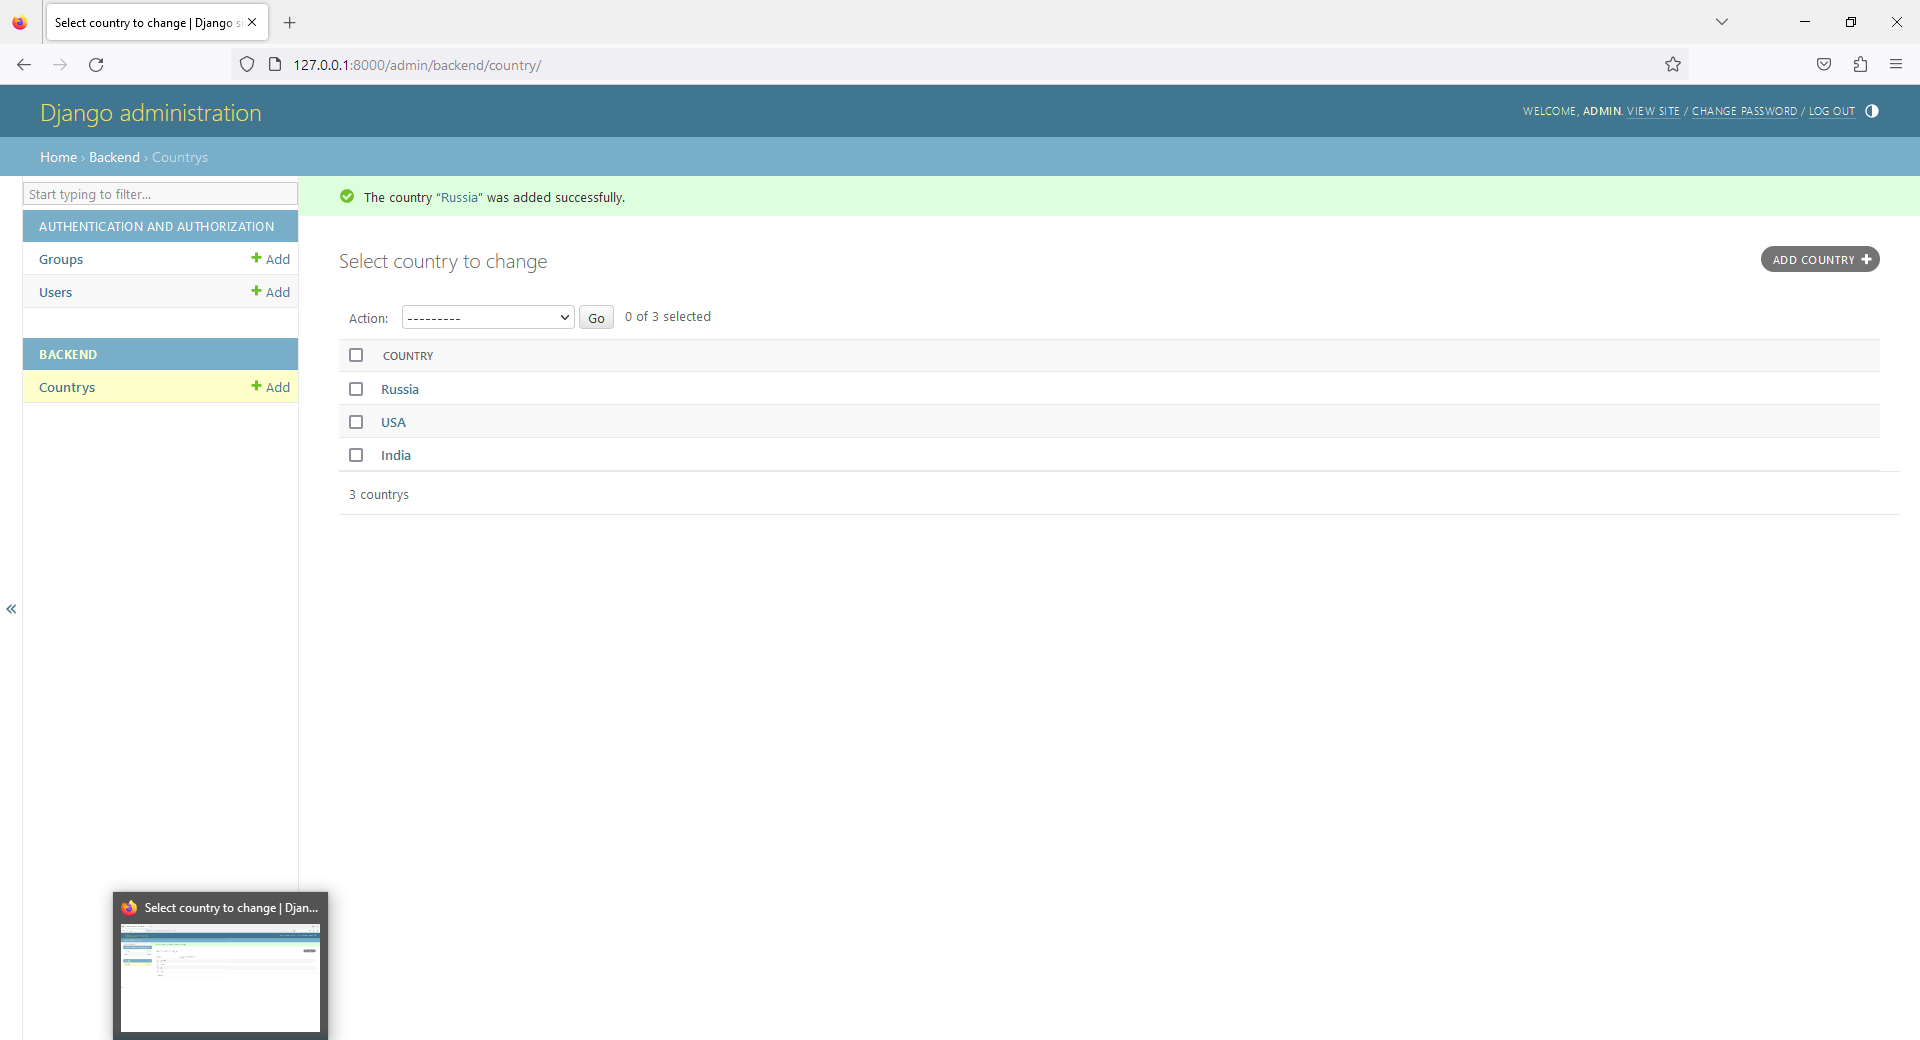 Select country to change | Django s
127.0.0.1:8000/admin/backend/country/
Django administration
WELCOME, ADMIN. VIEW SITE / CHANGE PASSWORD / LOG OUT
Home › Backend › Countrys
Start typing to filter...
The country “Russia” was added successfully.
AUTHENTICATION AND AUTHORIZATION
Groups Add
Users Add
BACKEND
Countrys Add
Select country to change
ADD COUNTRY
Action: --------- Go 0 of 3 selected
COUNTRY
Russia
USA
India
3 countrys
Select country to change | Djan...